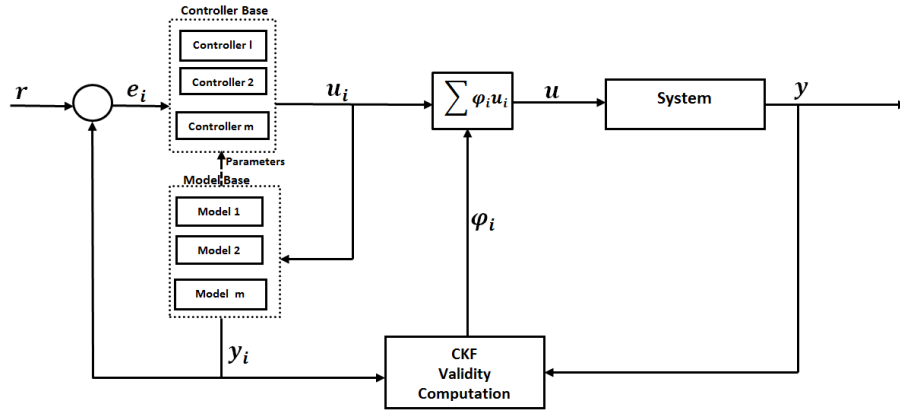 Controller Base
Controller l
Controller 2
Controller m
r
e_i
u_i
∑ φ_i u_i
u
System
y
Parameters
Model Base
Model 1
Model 2
Model m
φ_i
y_i
CKF
Validity
Computation